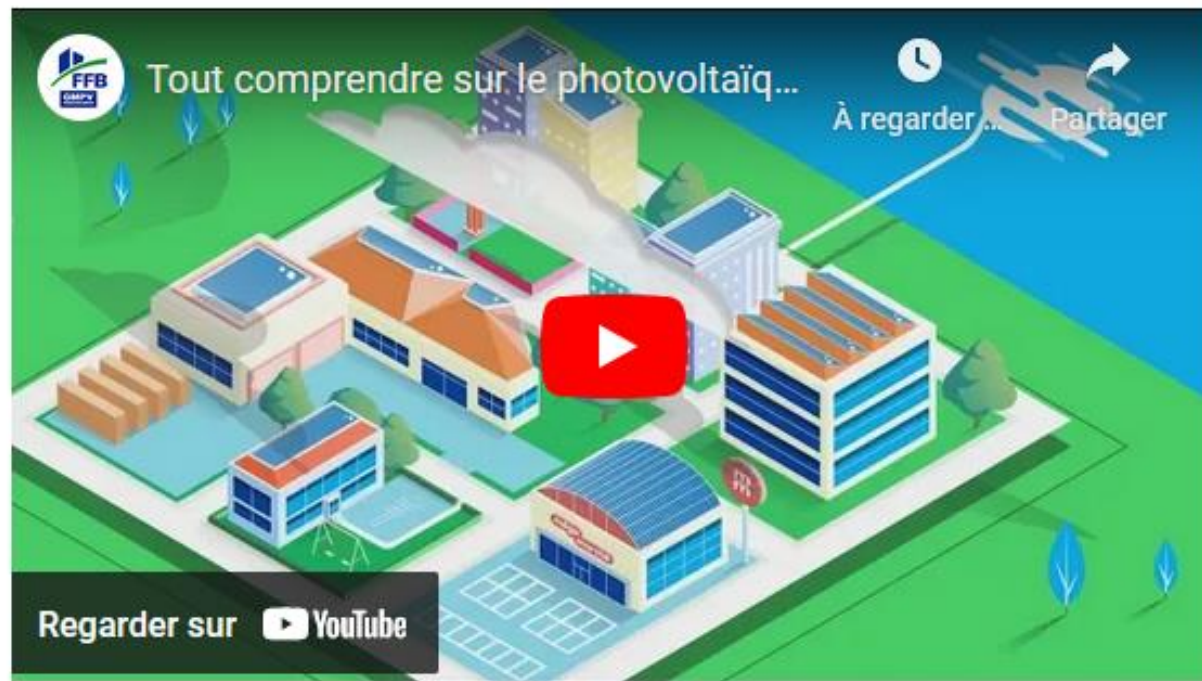 FFB
GMPV
Tout comprendre sur le photovoltaïq...
À regarder ...
Partager
Regarder sur YouTube